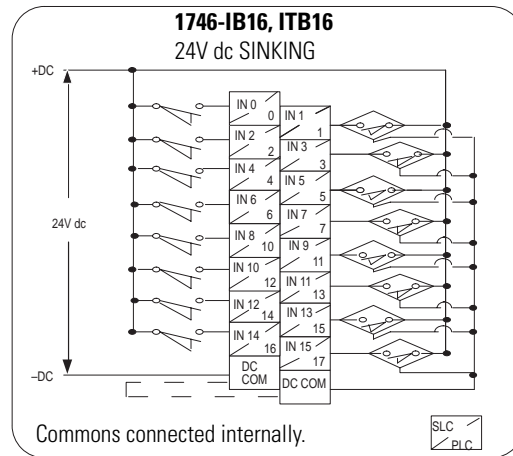 1746-IB16, ITB16
24V dc SINKING
+DC
IN 0
0
IN 1
1
IN 2
2
IN 3
3
IN 4
4
IN 5
5
IN 6
6
IN 7
7
24V dc
IN 8
10
IN 9
11
IN 10
12
IN 11
13
IN 12
14
IN 13
15
IN 14
16
IN 15
17
DC
COM
DC COM
–DC
Commons connected internally.
SLC
PLC